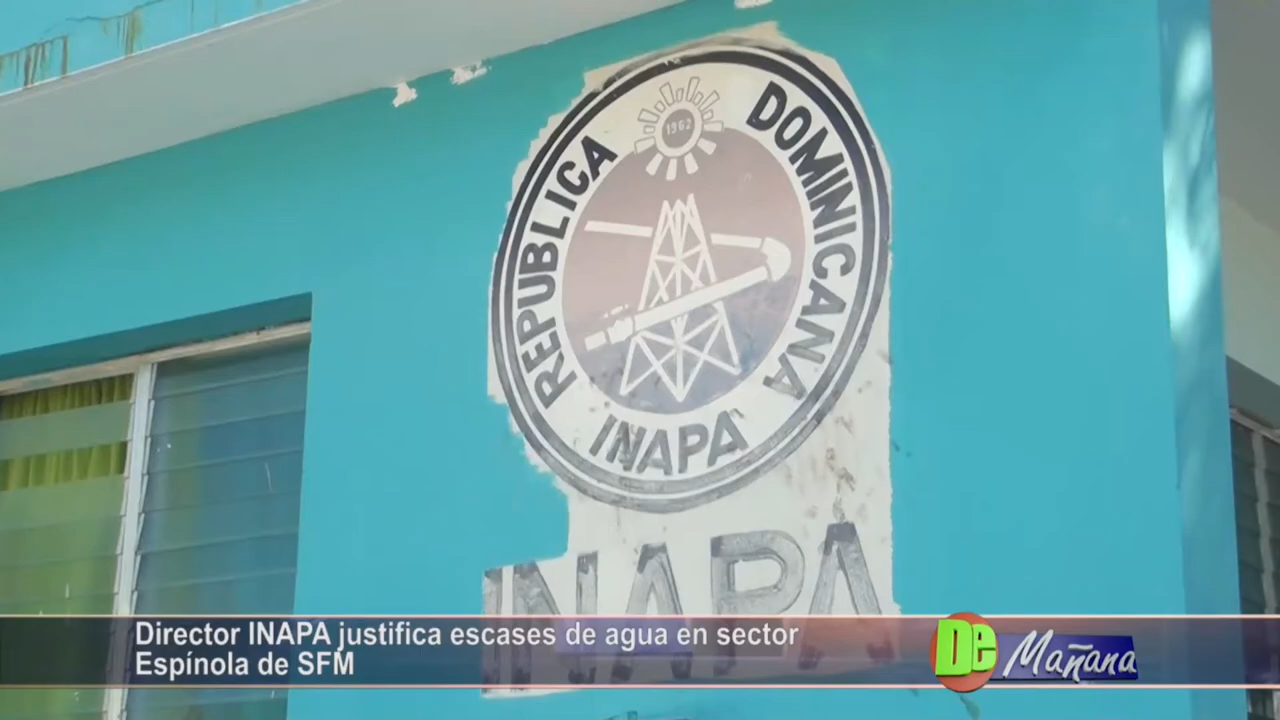 REPUBLICA DOMINICANA
1962
INAPA
INAPA
Director INAPA justifica escases de agua en sector
Espínola de SFM
De Mañana